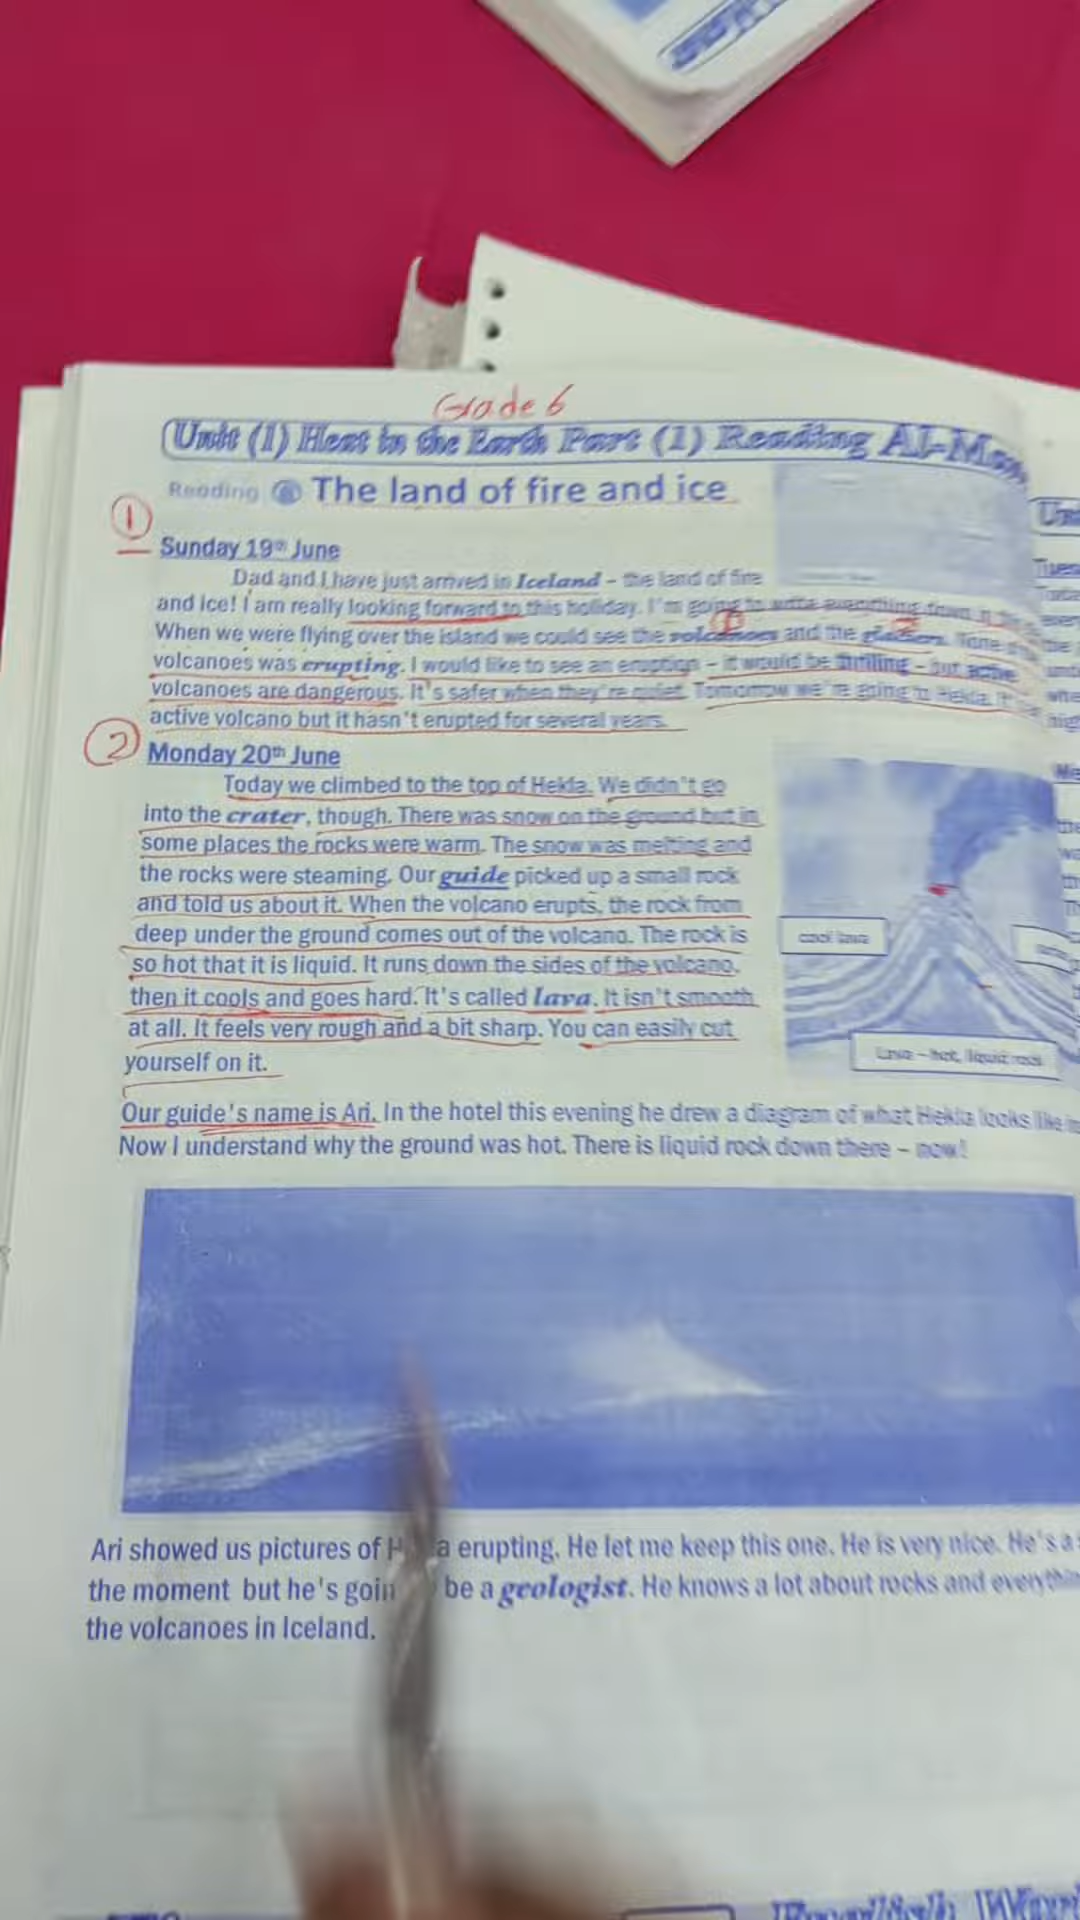 Grade 6
Unit (1) Heat in the Earth Part (1) Reading Al-M
Reading The land of fire and ice
1
Sunday 19th June
Dad and I have just arrived in Iceland – the land of fire
and ice! I am really looking forward to this holiday. I'm going to write everything down in
When we were flying over the island we could see the volcanoes and the glaciers. None
volcanoes was erupting. I would like to see an eruption – it would be thrilling – but active
volcanoes are dangerous. It's safer when they're quiet. Tomorrow we're going to Hekla. It
active volcano but it hasn't erupted for several years.
2
Monday 20th June
Today we climbed to the top of Hekla. We didn't go
into the crater, though. There was snow on the ground but in
some places the rocks were warm. The snow was melting and
the rocks were steaming. Our guide picked up a small rock
and told us about it. When the volcano erupts, the rock from
deep under the ground comes out of the volcano. The rock is
so hot that it is liquid. It runs down the sides of the volcano,
then it cools and goes hard. It's called lava. It isn't smooth
at all. It feels very rough and a bit sharp. You can easily cut
yourself on it.
cool lava
Lava – hot, liquid rock
Our guide's name is Ari. In the hotel this evening he drew a diagram of what Hekla looks like
Now I understand why the ground was hot. There is liquid rock down there – now!
Ari showed us pictures of H a erupting. He let me keep this one. He is very nice. He's a
the moment but he's goin be a geologist. He knows a lot about rocks and everythin
the volcanoes in Iceland.